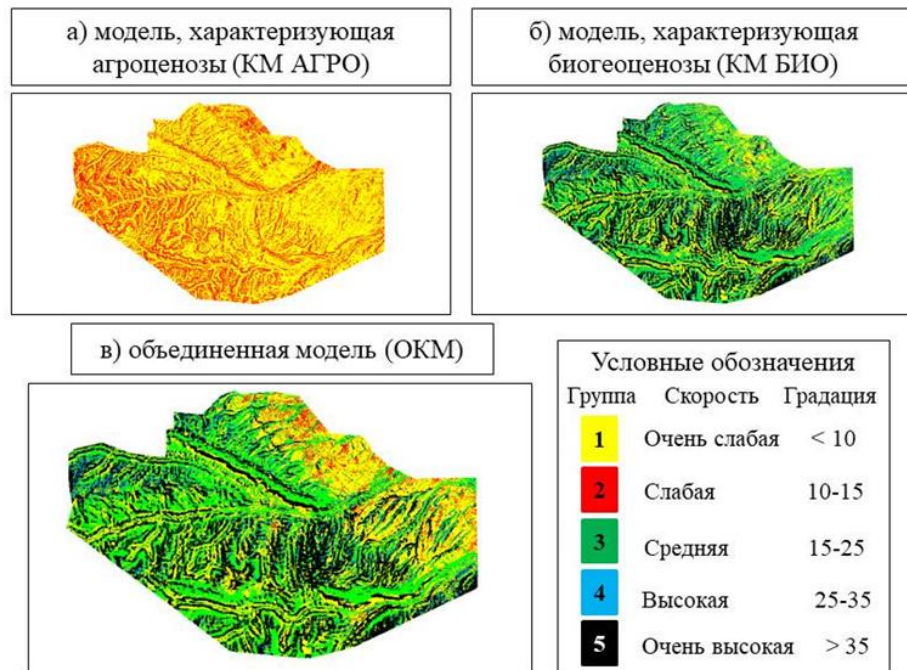 а) модель, характеризующая
агроценозы (КМ АГРО)
б) модель, характеризующая
биогеоценозы (КМ БИО)
в) объединенная модель (ОКМ)
Условные обозначения
Группа Скорость Градация
1 Очень слабая < 10
2 Слабая 10-15
3 Средняя 15-25
4 Высокая 25-35
5 Очень высокая > 35